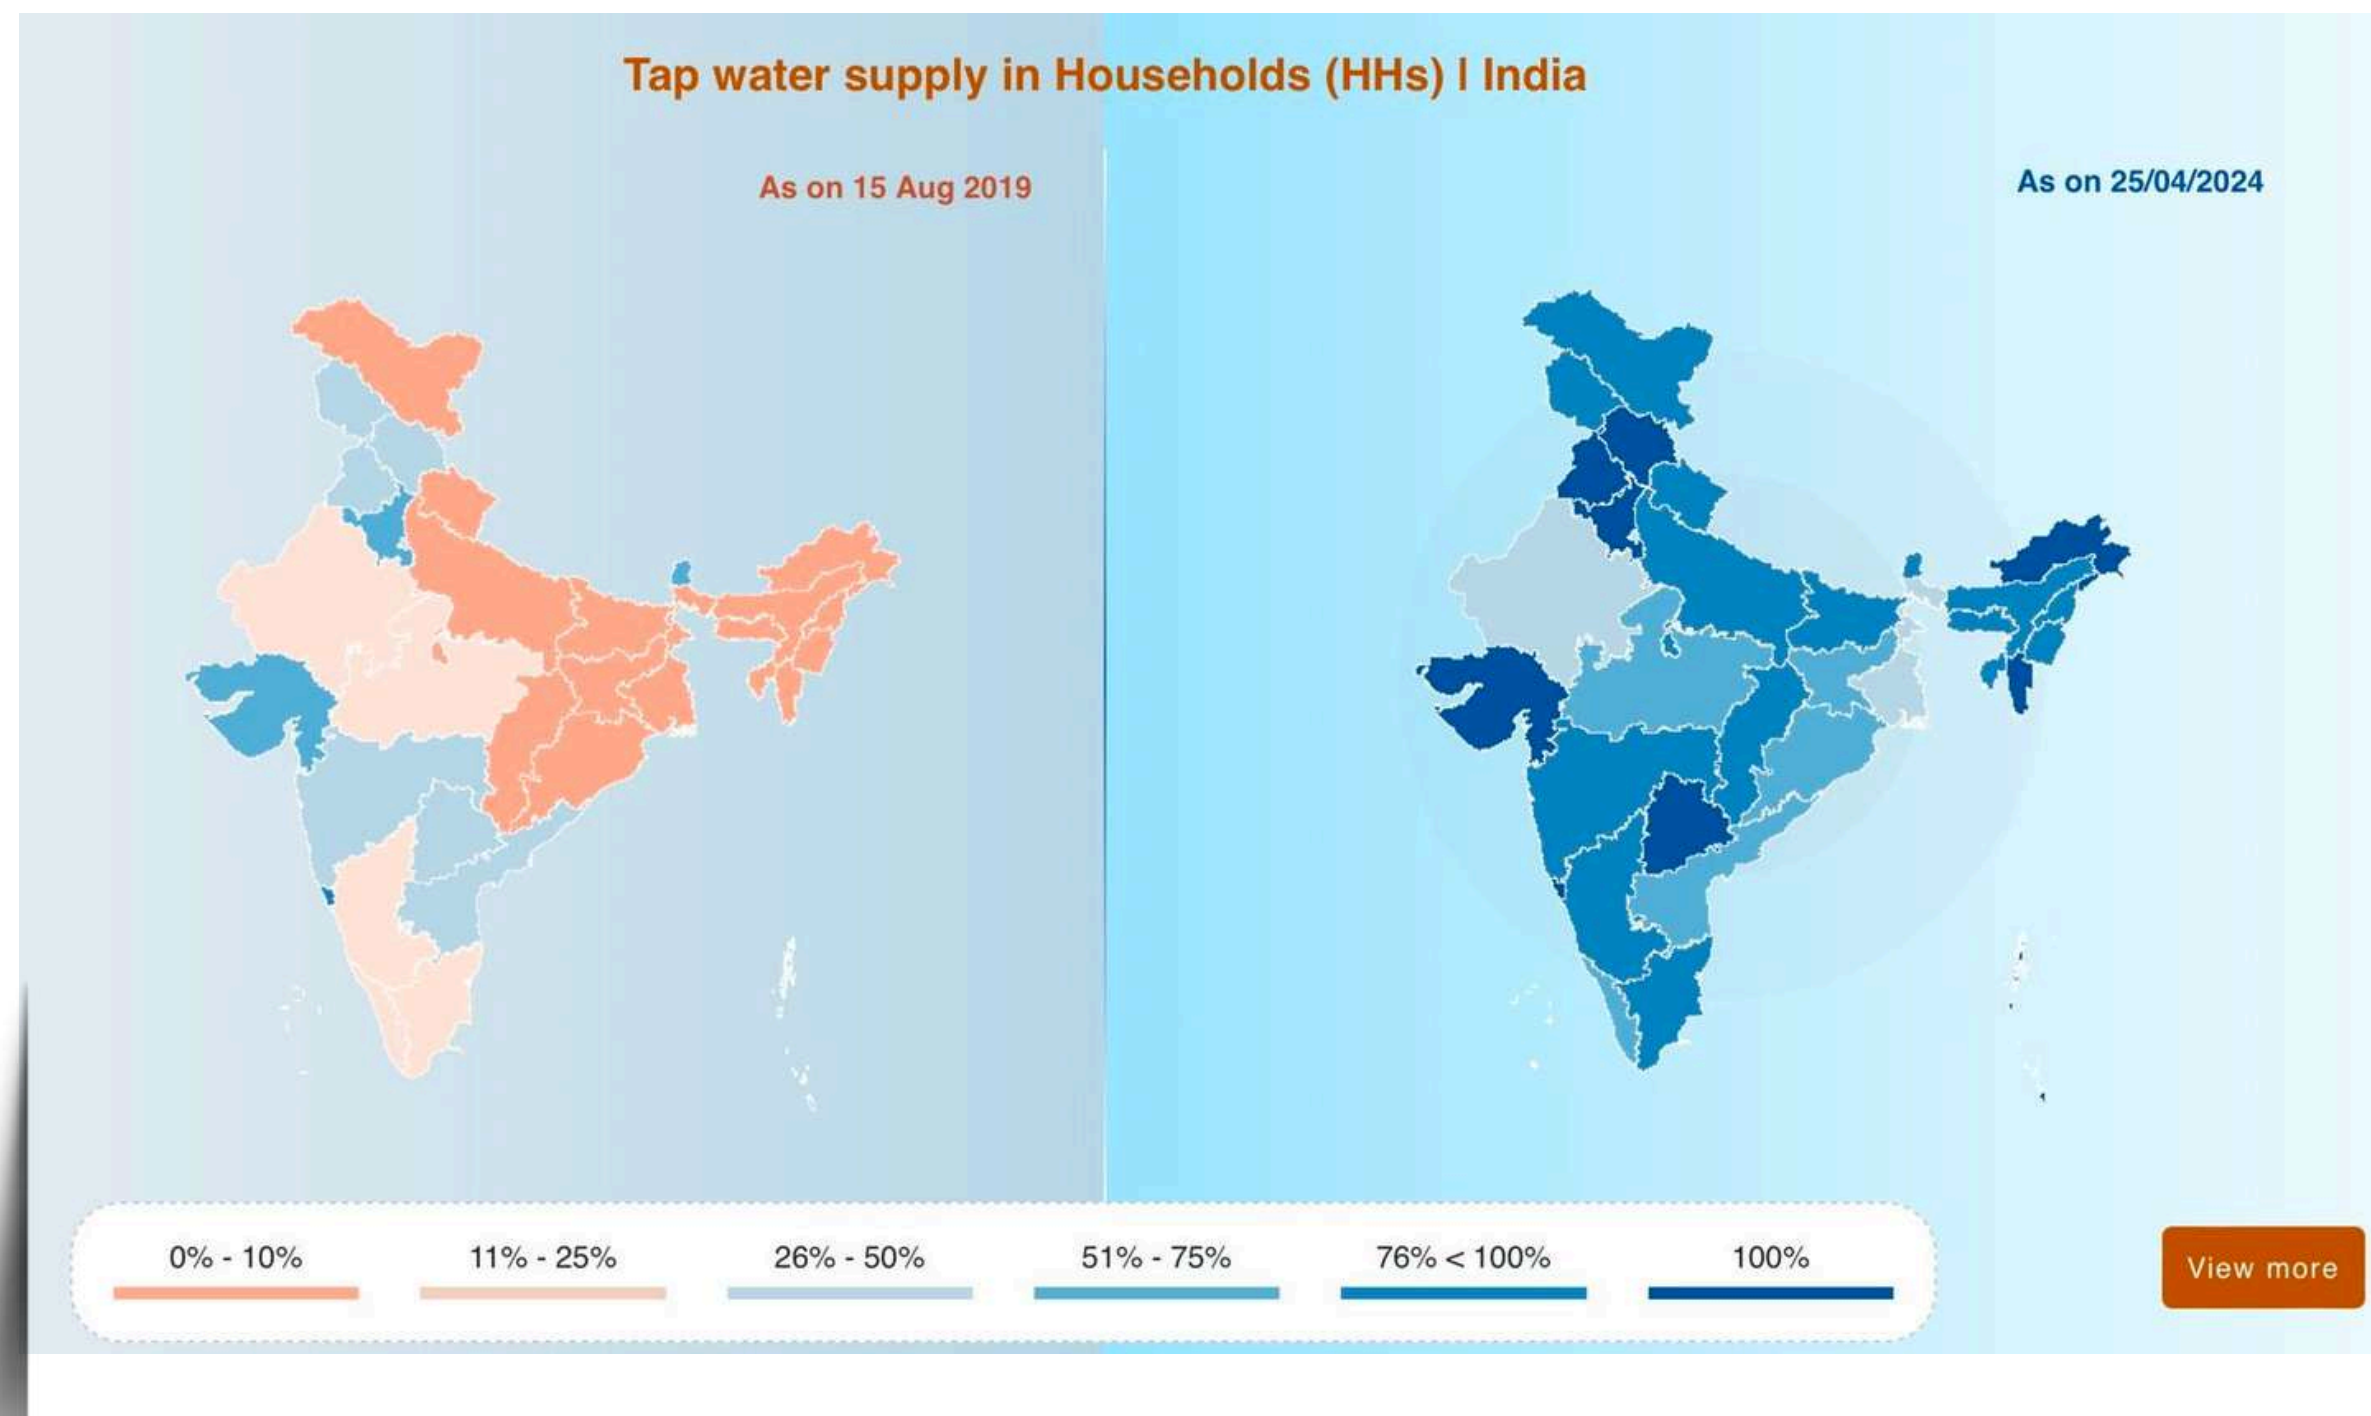 Tap water supply in Households (HHs) | India
As on 15 Aug 2019
As on 25/04/2024
0% - 10%
11% - 25%
26% - 50%
51% - 75%
76% < 100%
100%
View more